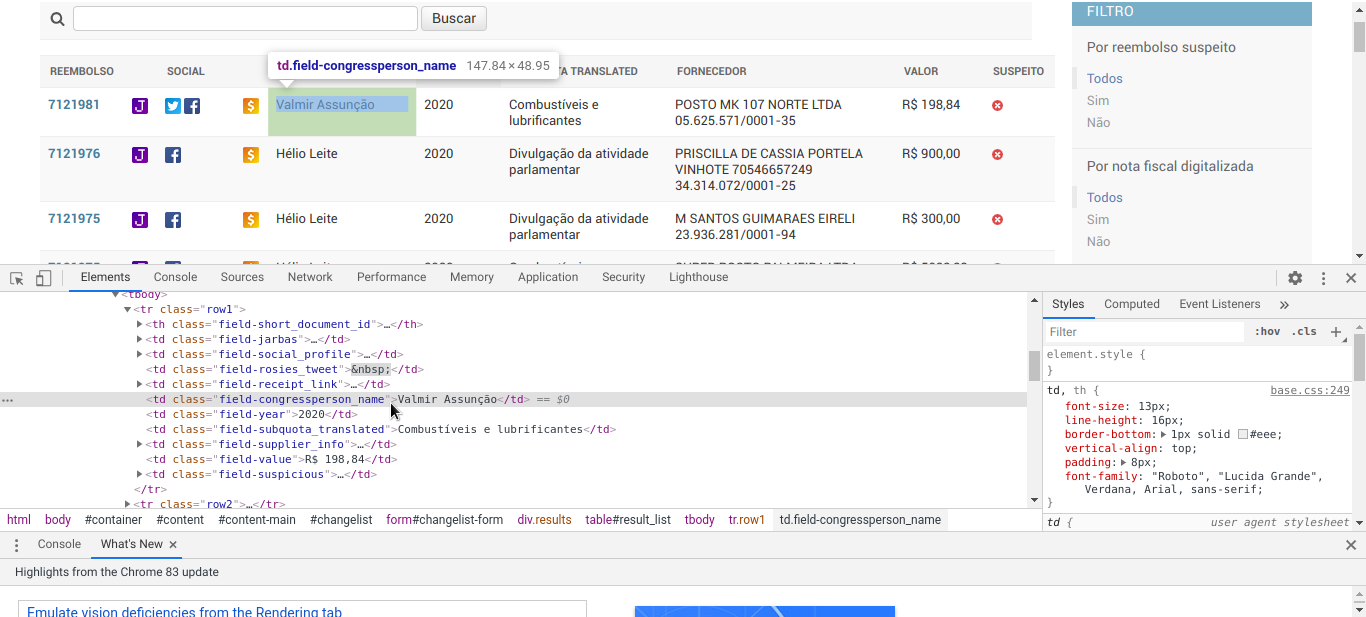 Buscar
FILTRO
Por reembolso suspeito
Todos
Sim
Não
Por nota fiscal digitalizada
Todos
Sim
Não
td.field-congressperson_name 147.84 × 48.95
REEMBOLSO SOCIAL TA TRANSLATED FORNECEDOR VALOR SUSPEITO
7121981 J $ Valmir Assunção 2020 Combustíveis e lubrificantes POSTO MK 107 NORTE LTDA 05.625.571/0001-35 R$ 198,84
7121976 J $ Hélio Leite 2020 Divulgação da atividade parlamentar PRISCILLA DE CASSIA PORTELA VINHOTE 70546657249 34.314.072/0001-25 R$ 900,00
7121975 J $ Hélio Leite 2020 Divulgação da atividade parlamentar M SANTOS GUIMARAES EIRELI 23.936.281/0001-94 R$ 300,00
Elements Console Sources Network Performance Memory Application Security Lighthouse
<tbody>
<tr class="row1">
<th class="field-short_document_id">…</th>
<td class="field-jarbas">…</td>
<td class="field-social_profile">…</td>
<td class="field-rosies_tweet">&nbsp;</td>
<td class="field-receipt_link">…</td>
<td class="field-congressperson_name">Valmir Assunção</td> == $0
<td class="field-year">2020</td>
<td class="field-subquota_translated">Combustíveis e lubrificantes</td>
<td class="field-supplier_info">…</td>
<td class="field-value">R$ 198,84</td>
<td class="field-suspicious">…</td>
</tr>
<tr class="row2">…</tr>
html body #container #content #content-main #changelist form#changelist-form div.results table#result_list tbody tr.row1 td.field-congressperson_name
Styles Computed Event Listeners »
Filter :hov .cls +
element.style {
}
td, th { base.css:249
font-size: 13px;
line-height: 16px;
border-bottom: 1px solid #eee;
vertical-align: top;
padding: 8px;
font-family: "Roboto", "Lucida Grande",
Verdana, Arial, sans-serif;
}
td { user agent stylesheet
Console What's New ×
Highlights from the Chrome 83 update
Emulate vision deficiencies from the Rendering tab